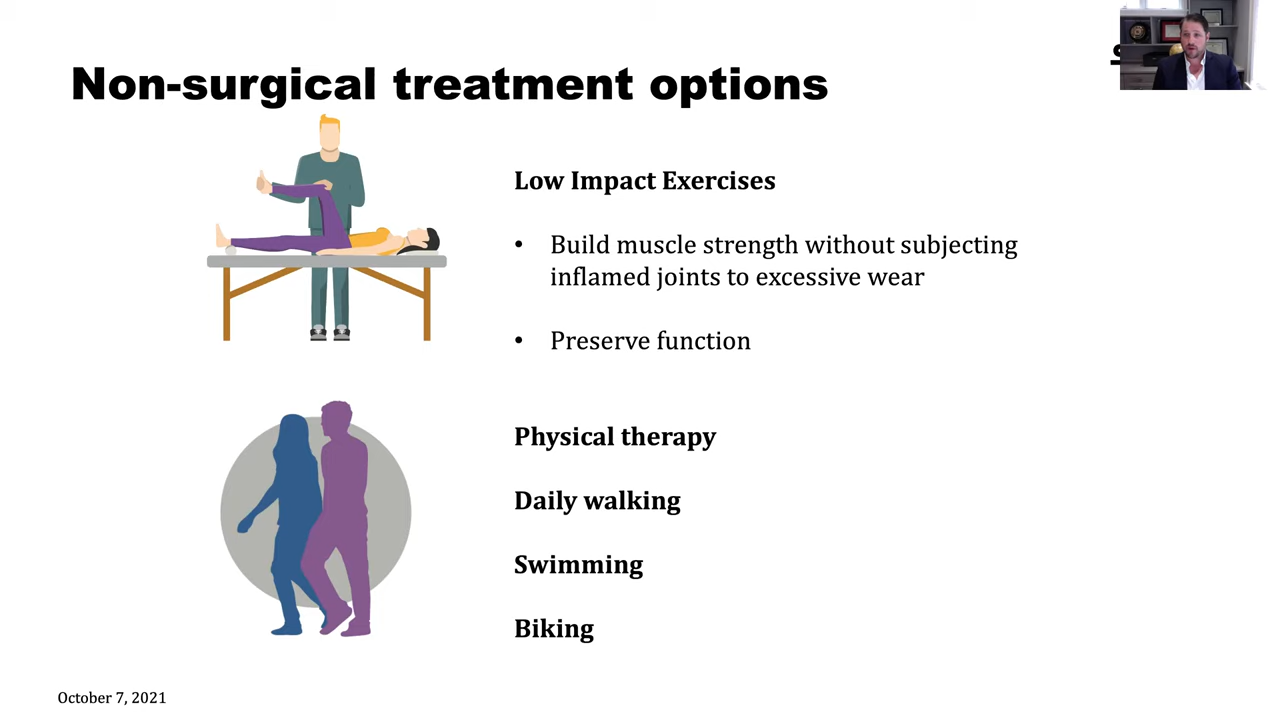 Non-surgical treatment options
Low Impact Exercises
• Build muscle strength without subjecting
inflamed joints to excessive wear
• Preserve function
Physical therapy
Daily walking
Swimming
Biking
October 7, 2021